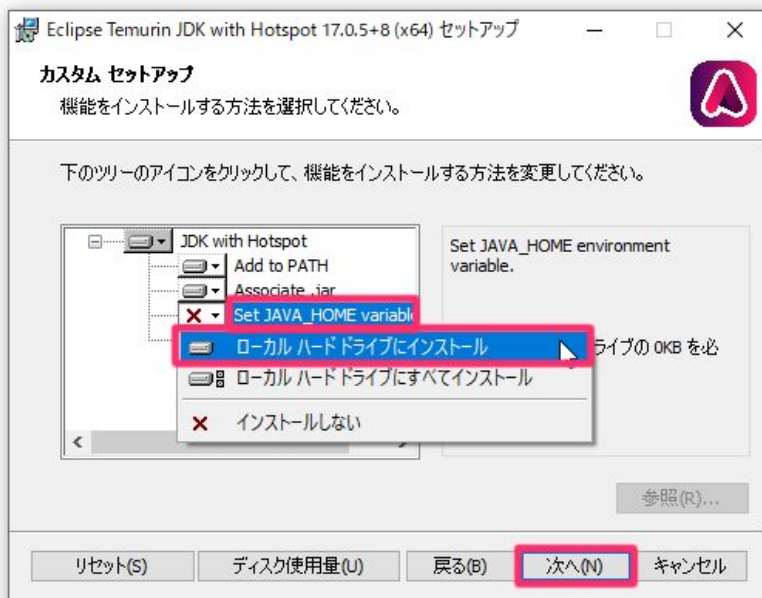 Eclipse Temurin JDK with Hotspot 17.0.5+8 (x64) セットアップ
カスタム セットアップ
機能をインストールする方法を選択してください。
下のツリーのアイコンをクリックして、機能をインストールする方法を変更してください。
JDK with Hotspot
Add to PATH
Associate .jar
Set JAVA_HOME variable
ローカル ハード ドライブにインストール
ローカル ハード ドライブにすべてインストール
インストールしない
Set JAVA_HOME environment
variable.
ライブの 0KB を必
参照(R)...
リセット(S)
ディスク使用量(U)
戻る(B)
次へ(N)
キャンセル